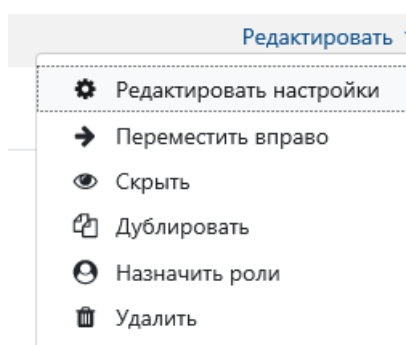 Редактировать
Редактировать настройки
Переместить вправо
Скрыть
Дублировать
Назначить роли
Удалить